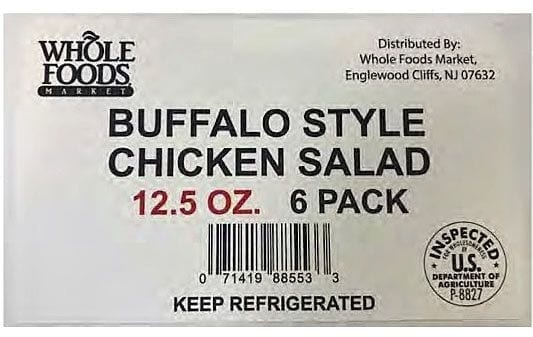 WHOLE
FOODS
MARKET
Distributed By:
Whole Foods Market,
Englewood Cliffs, NJ 07632
BUFFALO STYLE
CHICKEN SALAD
12.5 OZ. 6 PACK
0 71419 88553 3
KEEP REFRIGERATED
INSPECTED
FOR WHOLESOMENESS
BY
U.S.
DEPARTMENT OF
AGRICULTURE
P-8827